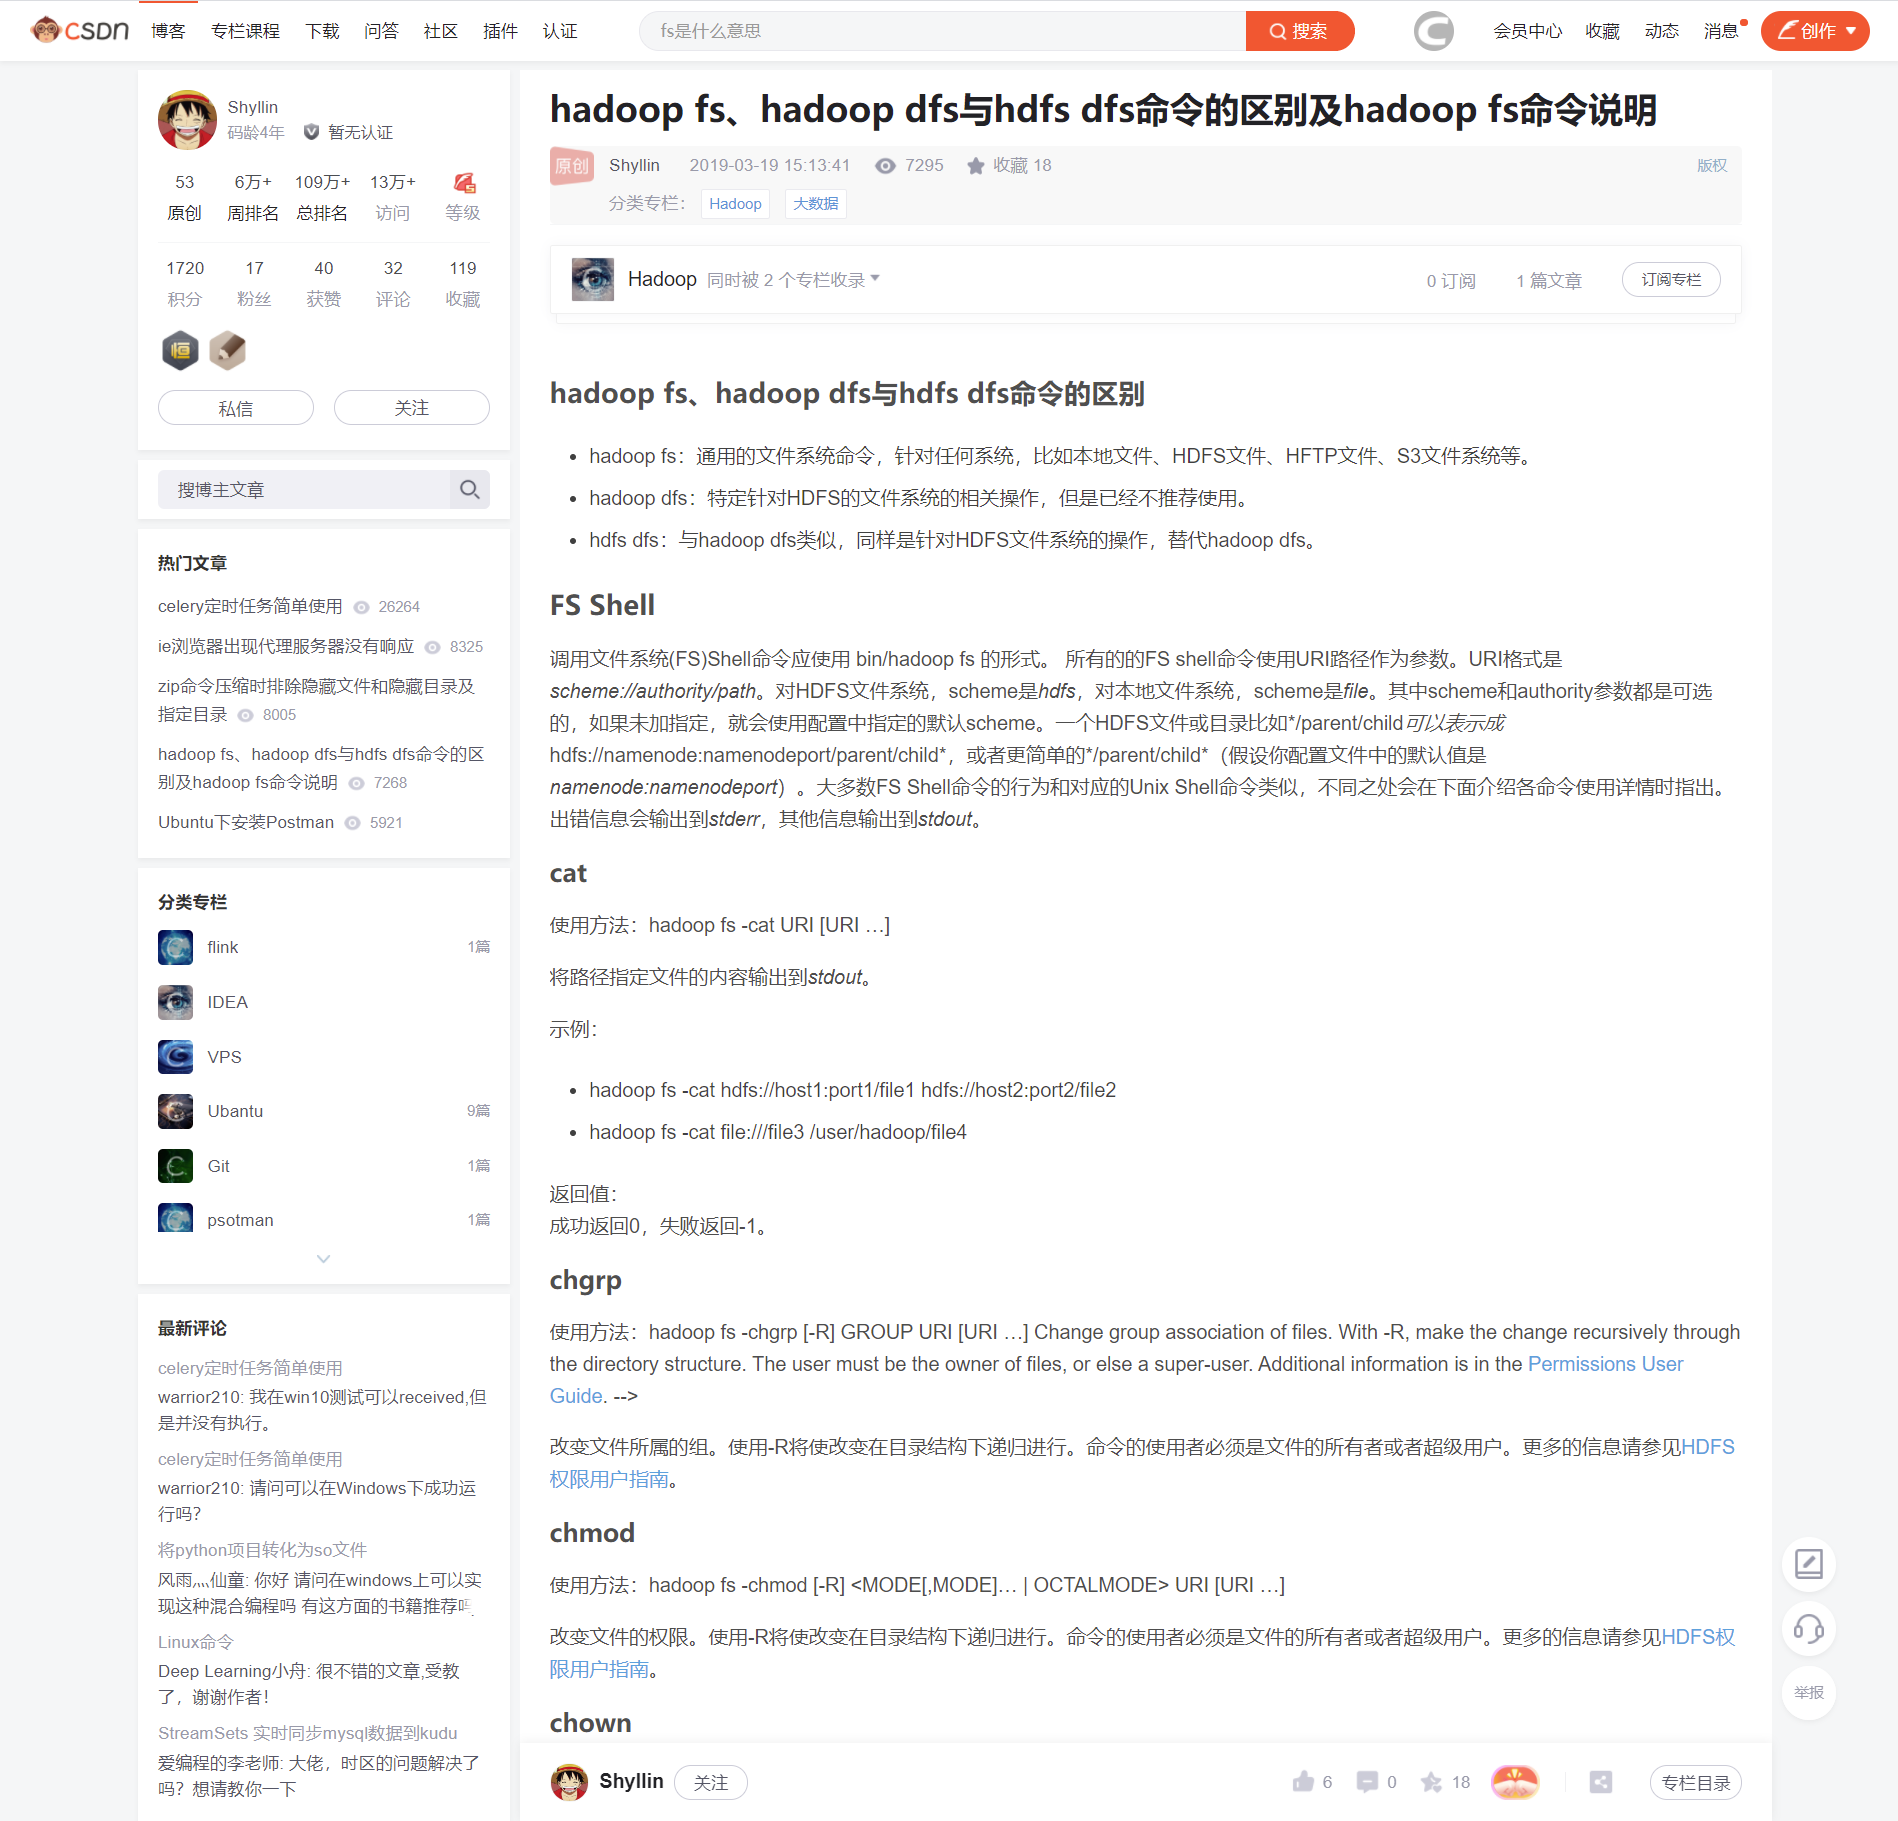 CSDN 博客 专栏课程 下载 问答 社区 插件 认证 fs是什么意思 搜索 会员中心 收藏 动态 消息 创作
Shyllin
码龄4年 暂无认证
53 6万+ 109万+ 13万+
原创 周排名 总排名 访问 等级
1720 17 40 32 119
积分 粉丝 获赞 评论 收藏
私信 关注
搜博主文章
热门文章
celery定时任务简单使用 26264
ie浏览器出现代理服务器没有响应 8325
zip命令压缩时排除隐藏文件和隐藏目录及
指定目录 8005
hadoop fs、hadoop dfs与hdfs dfs命令的区
别及hadoop fs命令说明 7268
Ubuntu下安装Postman 5921
分类专栏
flink 1篇
IDEA
VPS
Ubantu 9篇
Git 1篇
psotman 1篇
最新评论
celery定时任务简单使用
warrior210: 我在win10测试可以received,但
是并没有执行。
celery定时任务简单使用
warrior210: 请问可以在Windows下成功运
行吗?
将python项目转化为so文件
风雨灬仙童: 你好 请问在windows上可以实
现这种混合编程吗 有这方面的书籍推荐吗
Linux命令
Deep Learning小舟: 很不错的文章,受教
了，谢谢作者！
StreamSets 实时同步mysql数据到kudu
爱编程的李老师: 大佬，时区的问题解决了
吗？想请教你一下
hadoop fs、hadoop dfs与hdfs dfs命令的区别及hadoop fs命令说明
原创 Shyllin 2019-03-19 15:13:41 7295 收藏 18 版权
分类专栏： Hadoop 大数据
Hadoop 同时被 2 个专栏收录 0 订阅 1 篇文章 订阅专栏
hadoop fs、hadoop dfs与hdfs dfs命令的区别
• hadoop fs：通用的文件系统命令，针对任何系统，比如本地文件、HDFS文件、HFTP文件、S3文件系统等。
• hadoop dfs：特定针对HDFS的文件系统的相关操作，但是已经不推荐使用。
• hdfs dfs：与hadoop dfs类似，同样是针对HDFS文件系统的操作，替代hadoop dfs。
FS Shell
调用文件系统(FS)Shell命令应使用 bin/hadoop fs 的形式。 所有的的FS shell命令使用URI路径作为参数。URI格式是
scheme://authority/path。对HDFS文件系统，scheme是hdfs，对本地文件系统，scheme是file。其中scheme和authority参数都是可选
的，如果未加指定，就会使用配置中指定的默认scheme。一个HDFS文件或目录比如*/parent/child可以表示成
hdfs://namenode:namenodeport/parent/child*，或者更简单的*/parent/child*（假设你配置文件中的默认值是
namenode:namenodeport）。大多数FS Shell命令的行为和对应的Unix Shell命令类似，不同之处会在下面介绍各命令使用详情时指出。
出错信息会输出到stderr，其他信息输出到stdout。
cat
使用方法：hadoop fs -cat URI [URI …]
将路径指定文件的内容输出到stdout。
示例：
• hadoop fs -cat hdfs://host1:port1/file1 hdfs://host2:port2/file2
• hadoop fs -cat file:///file3 /user/hadoop/file4
返回值：
成功返回0，失败返回-1。
chgrp
使用方法：hadoop fs -chgrp [-R] GROUP URI [URI …] Change group association of files. With -R, make the change recursively through
the directory structure. The user must be the owner of files, or else a super-user. Additional information is in the Permissions User
Guide. -->
改变文件所属的组。使用-R将使改变在目录结构下递归进行。命令的使用者必须是文件的所有者或者超级用户。更多的信息请参见HDFS
权限用户指南。
chmod
使用方法：hadoop fs -chmod [-R] <MODE[,MODE]… | OCTALMODE> URI [URI …]
改变文件的权限。使用-R将使改变在目录结构下递归进行。命令的使用者必须是文件的所有者或者超级用户。更多的信息请参见HDFS权
限用户指南。
chown
Shyllin 关注 6 0 18 专栏目录
举报